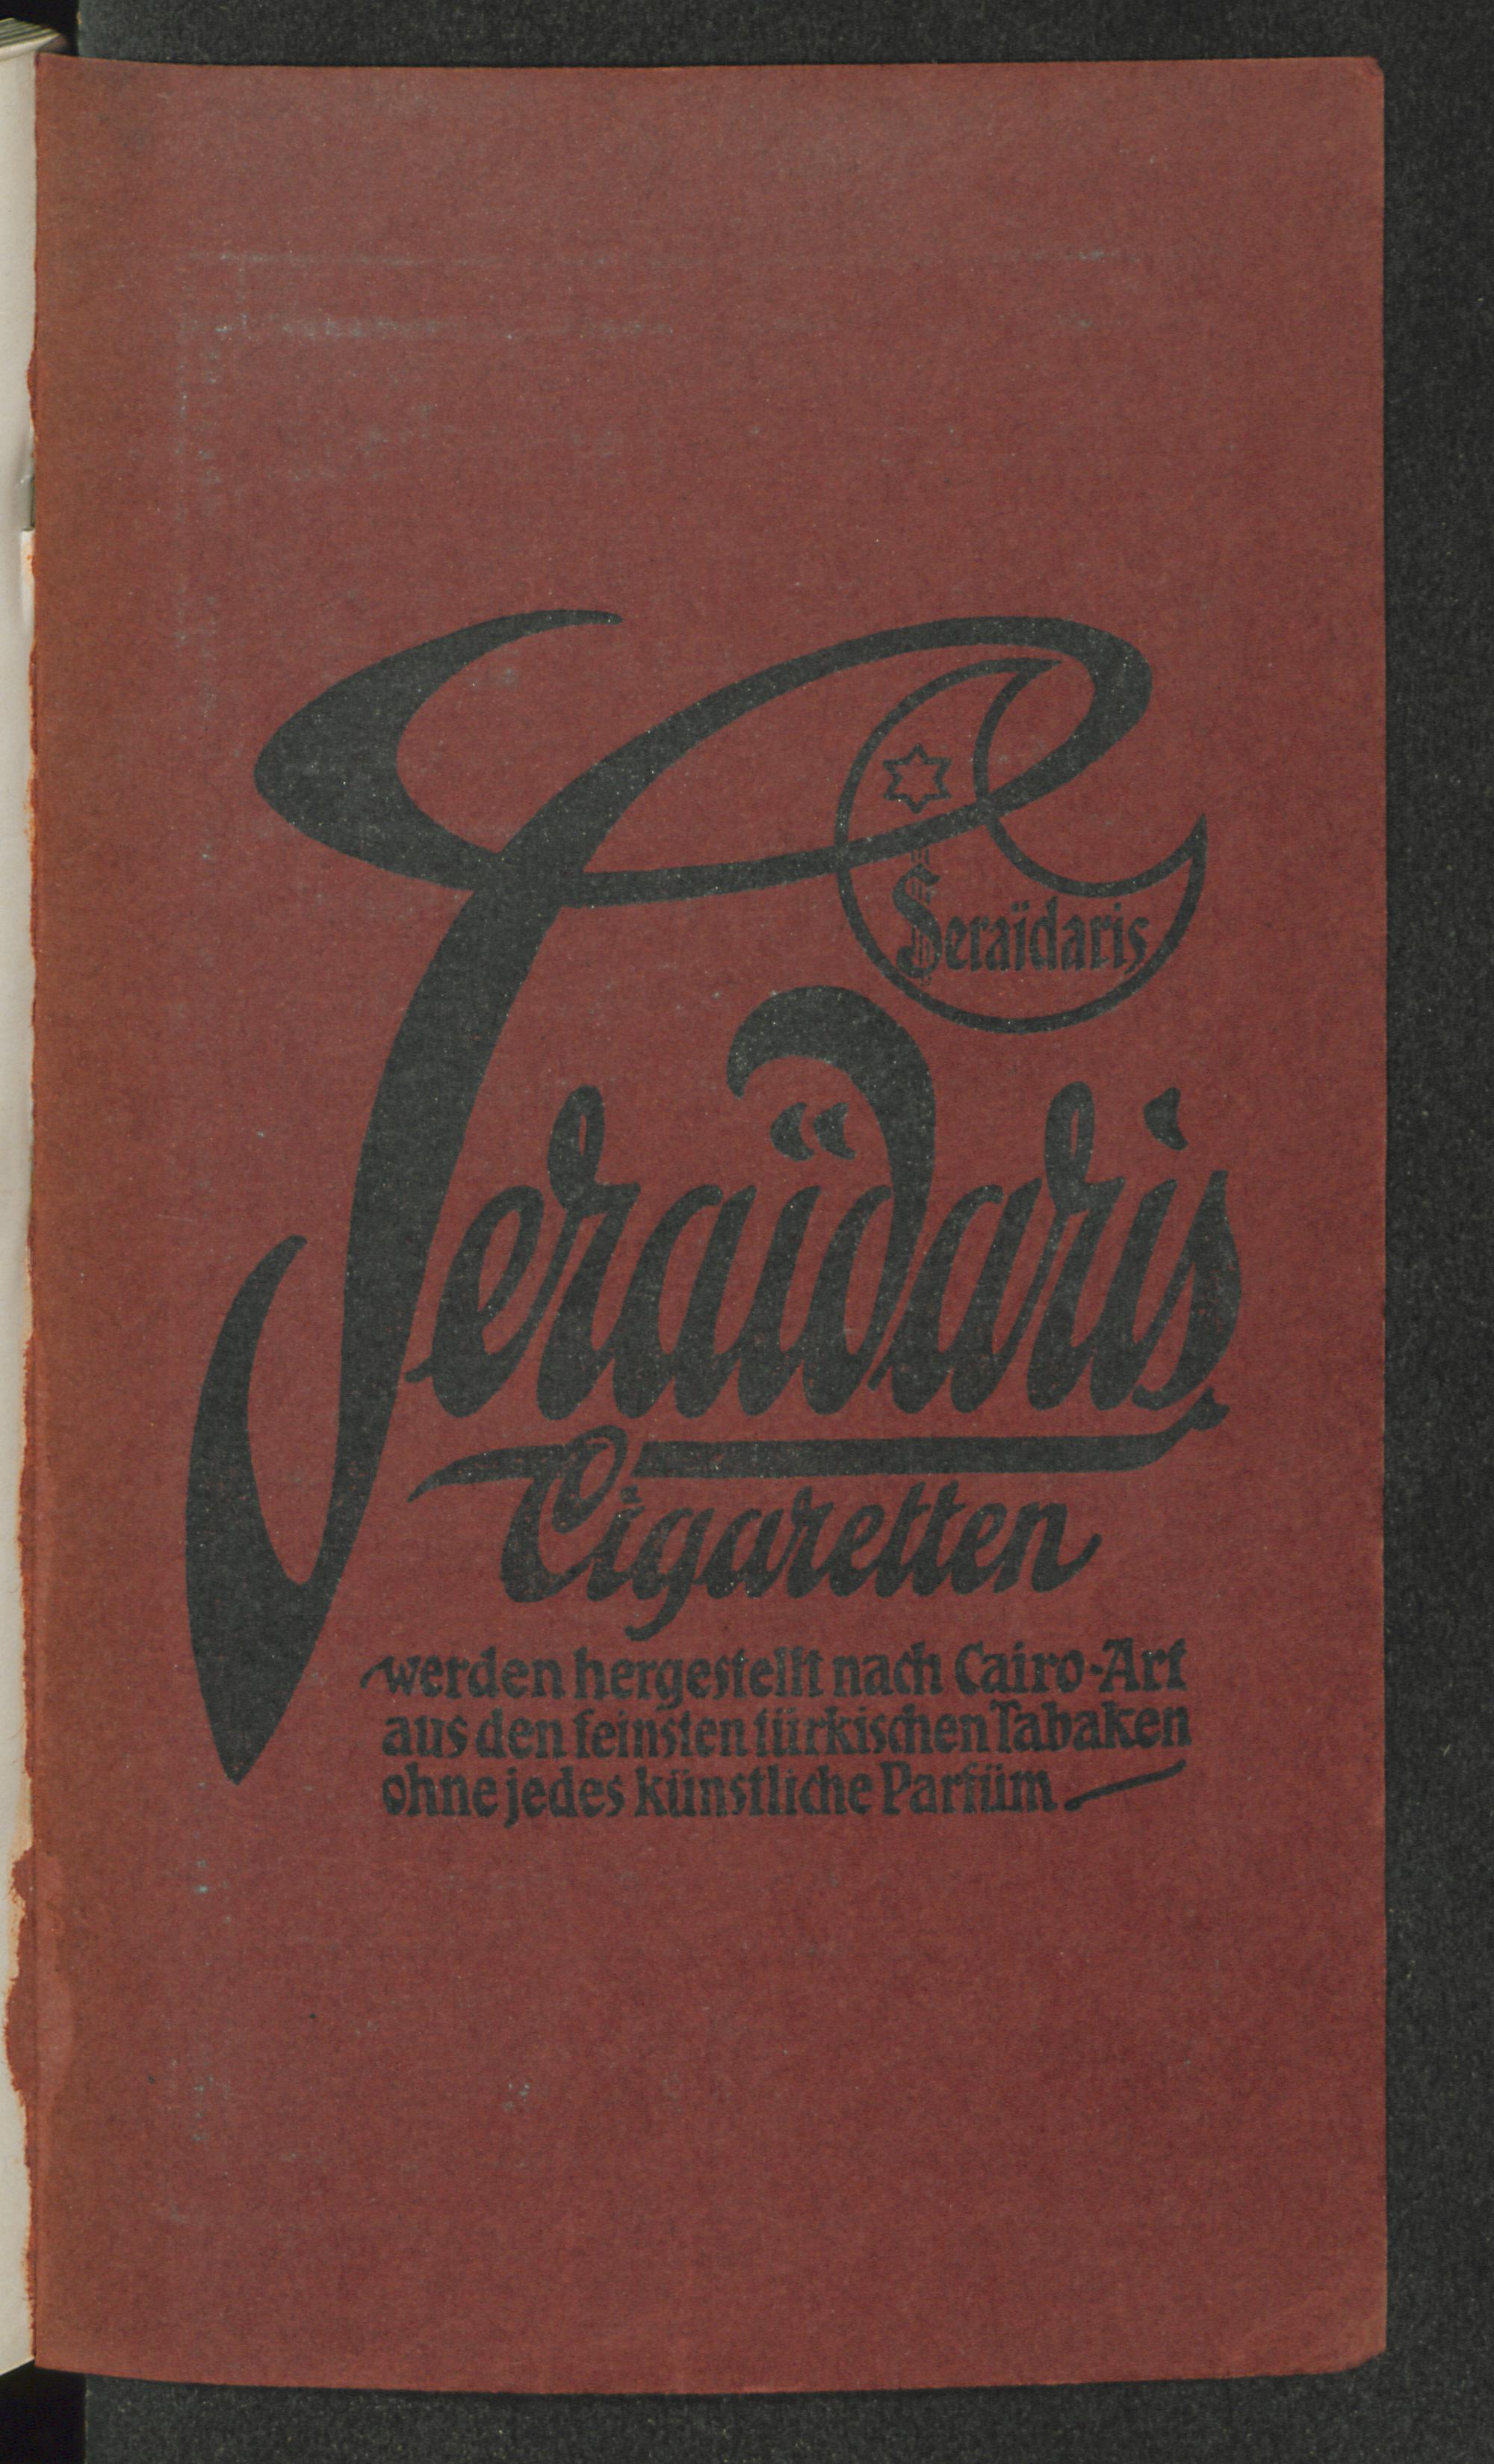 Seraïdaris
Seraïdaris
Cigaretten
werden hergestellt nach Cairo-Art
aus den feinsten türkischen Tabaken
ohne jedes künstliche Parfüm.